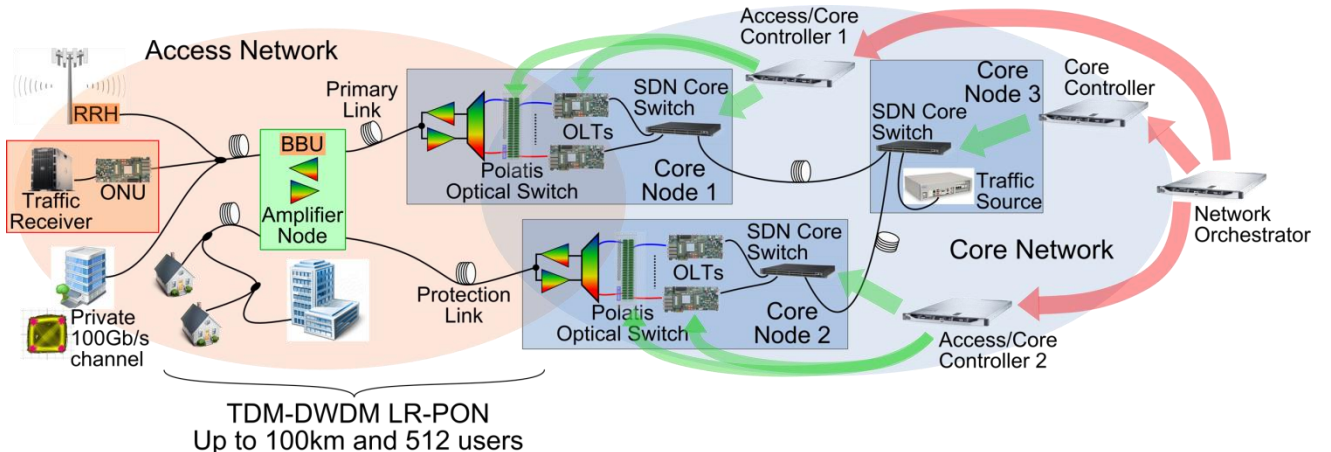 Access Network
RRH
Traffic
Receiver
ONU
Private
100Gb/s
channel
BBU
Amplifier
Node
Primary
Link
Protection
Link
Polatis
Optical Switch
OLTs
SDN Core
Switch
Core
Node 1
Access/Core
Controller 1
Polatis
Optical Switch
OLTs
SDN Core
Switch
Core
Node 2
Access/Core
Controller 2
Core
Node 3
SDN Core
Switch
Traffic
Source
Core
Controller
Network
Orchestrator
Core Network
TDM-DWDM LR-PON
Up to 100km and 512 users